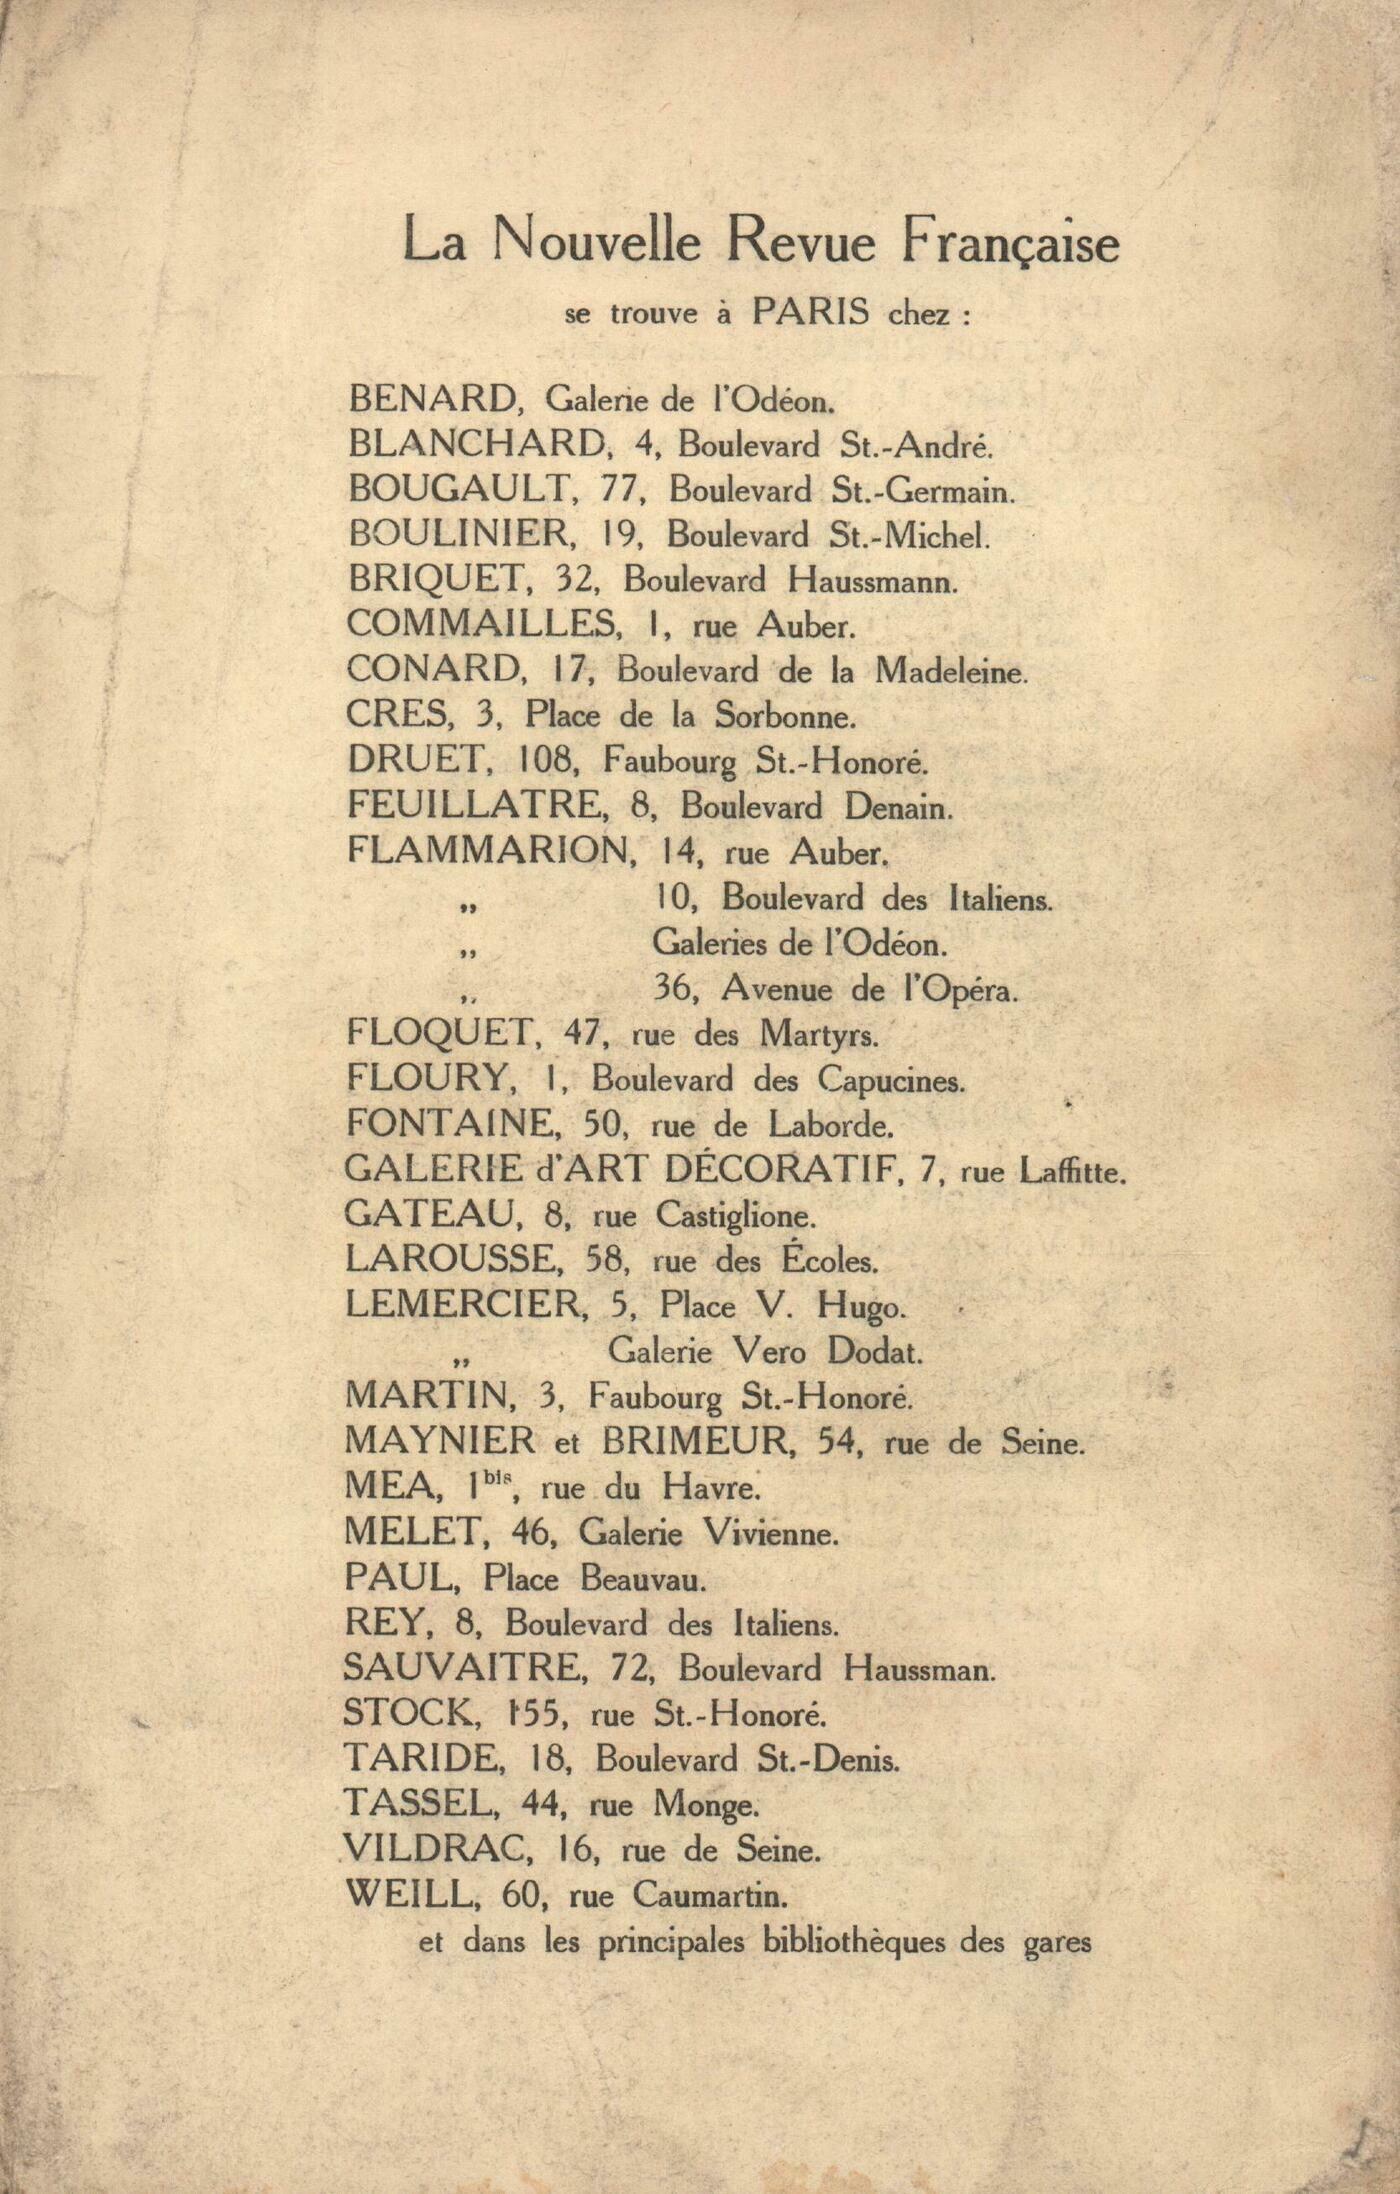 La Nouvelle Revue Française
se trouve à PARIS chez :
BENARD, Galerie de l'Odéon.
BLANCHARD, 4, Boulevard St.-André.
BOUGAULT, 77, Boulevard St.-Germain.
BOULINIER, 19, Boulevard St.-Michel.
BRIQUET, 32, Boulevard Haussmann.
COMMAILLES, 1, rue Auber.
CONARD, 17, Boulevard de la Madeleine.
CRES, 3, Place de la Sorbonne.
DRUET, 108, Faubourg St.-Honoré.
FEUILLATRE, 8, Boulevard Denain.
FLAMMARION, 14, rue Auber.
„ 10, Boulevard des Italiens.
„ Galeries de l'Odéon.
„ 36, Avenue de l'Opéra.
FLOQUET, 47, rue des Martyrs.
FLOURY, 1, Boulevard des Capucines.
FONTAINE, 50, rue de Laborde.
GALERIE d'ART DÉCORATIF, 7, rue Laffitte.
GATEAU, 8, rue Castiglione.
LAROUSSE, 58, rue des Écoles.
LEMERCIER, 5, Place V. Hugo.
„ Galerie Vero Dodat.
MARTIN, 3, Faubourg St.-Honoré.
MAYNIER et BRIMEUR, 54, rue de Seine.
MEA, 1bis, rue du Havre.
MELET, 46, Galerie Vivienne.
PAUL, Place Beauvau.
REY, 8, Boulevard des Italiens.
SAUVAITRE, 72, Boulevard Haussman.
STOCK, 155, rue St.-Honoré.
TARIDE, 18, Boulevard St.-Denis.
TASSEL, 44, rue Monge.
VILDRAC, 16, rue de Seine.
WEILL, 60, rue Caumartin.
et dans les principales bibliothèques des gares